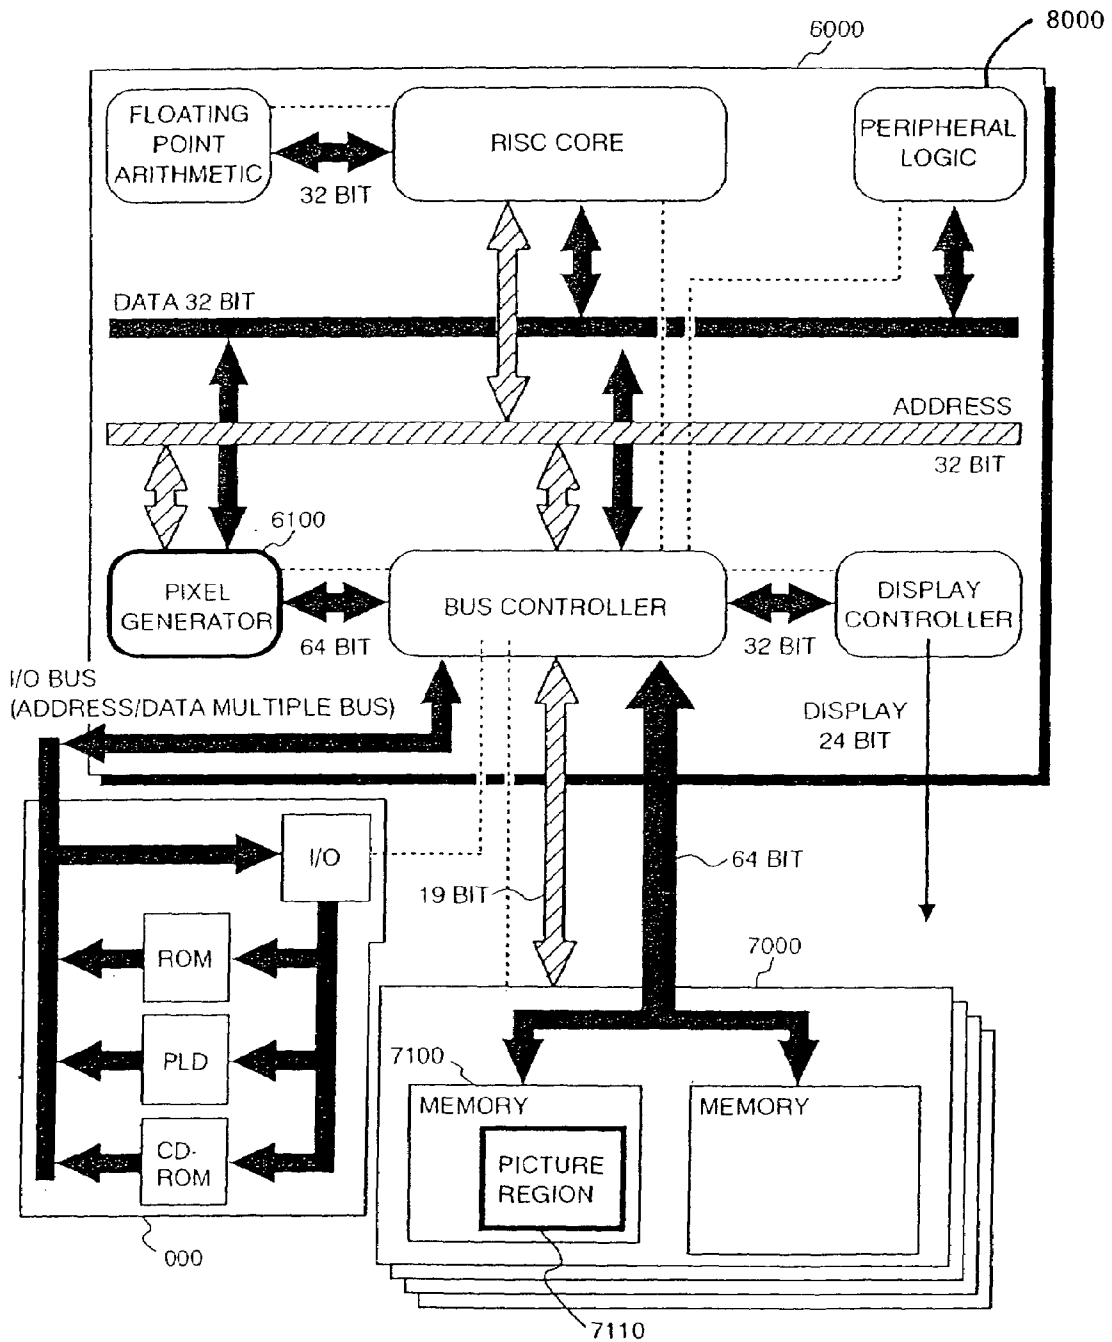 6000
8000
FLOATING
POINT
ARITHMETIC
RISC CORE
PERIPHERAL
LOGIC
32 BIT
DATA 32 BIT
ADDRESS
32 BIT
6100
PIXEL
GENERATOR
BUS CONTROLLER
DISPLAY
CONTROLLER
64 BIT
32 BIT
I/O BUS
(ADDRESS/DATA MULTIPLE BUS)
DISPLAY
24 BIT
I/O
64 BIT
19 BIT
ROM
7000
PLD
7100
MEMORY
MEMORY
CD-
ROM
PICTURE
REGION
000
7110